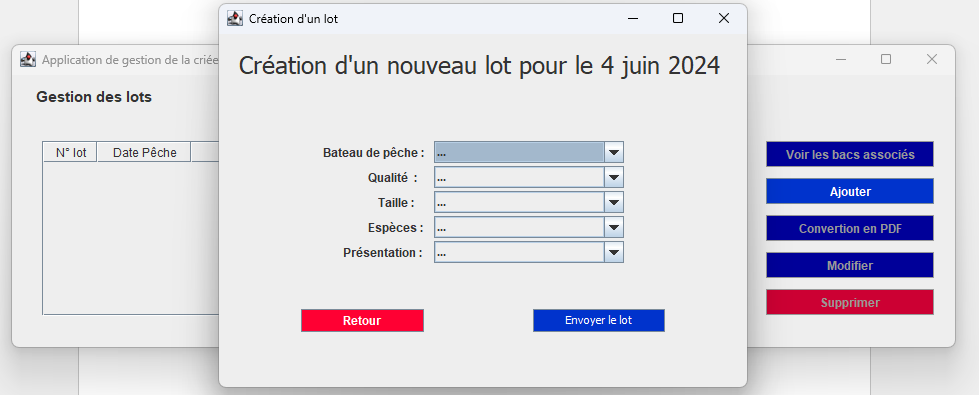 Création d'un lot
Création d'un nouveau lot pour le 4 juin 2024
Bateau de pêche : ...
Qualité : ...
Taille : ...
Espèces : ...
Présentation : ...
Retour
Envoyer le lot
Application de gestion de la criée
Gestion des lots
N° lot
Date Pêche
Voir les bacs associés
Ajouter
Convertion en PDF
Modifier
Supprimer